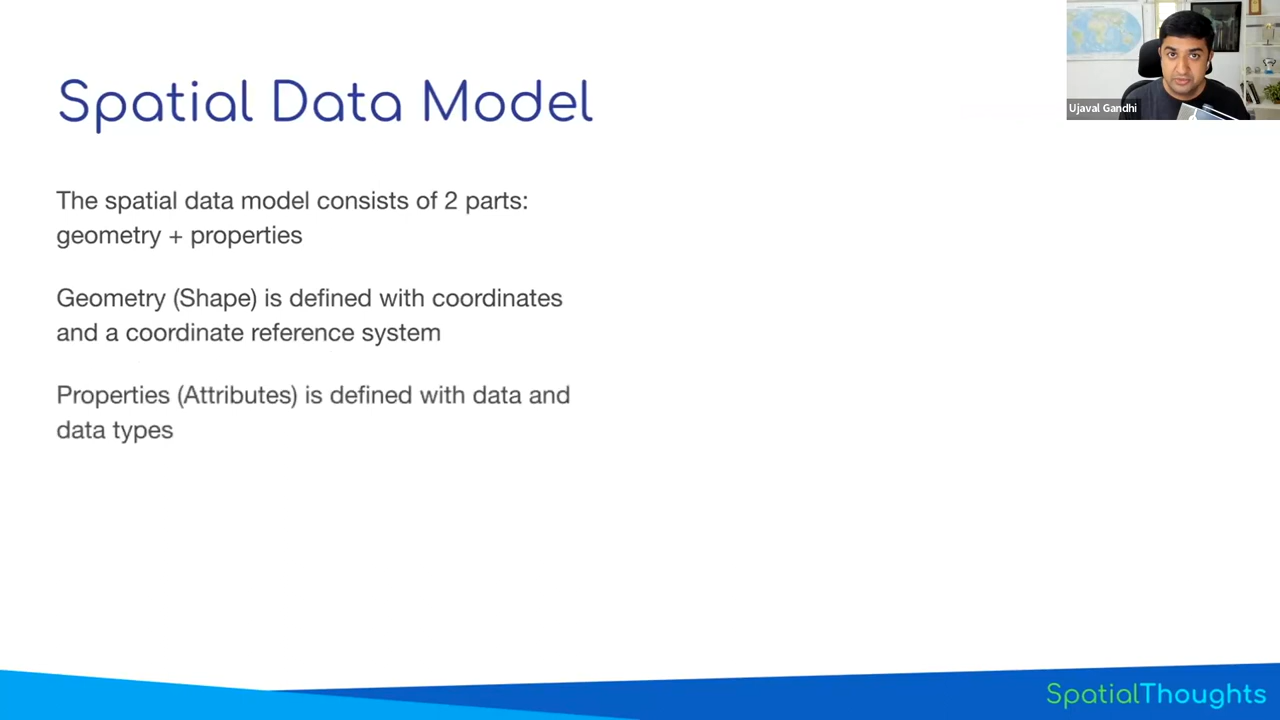 Spatial Data Model
Ujaval Gandhi
The spatial data model consists of 2 parts:
geometry + properties
Geometry (Shape) is defined with coordinates
and a coordinate reference system
Properties (Attributes) is defined with data and
data types
SpatialThoughts